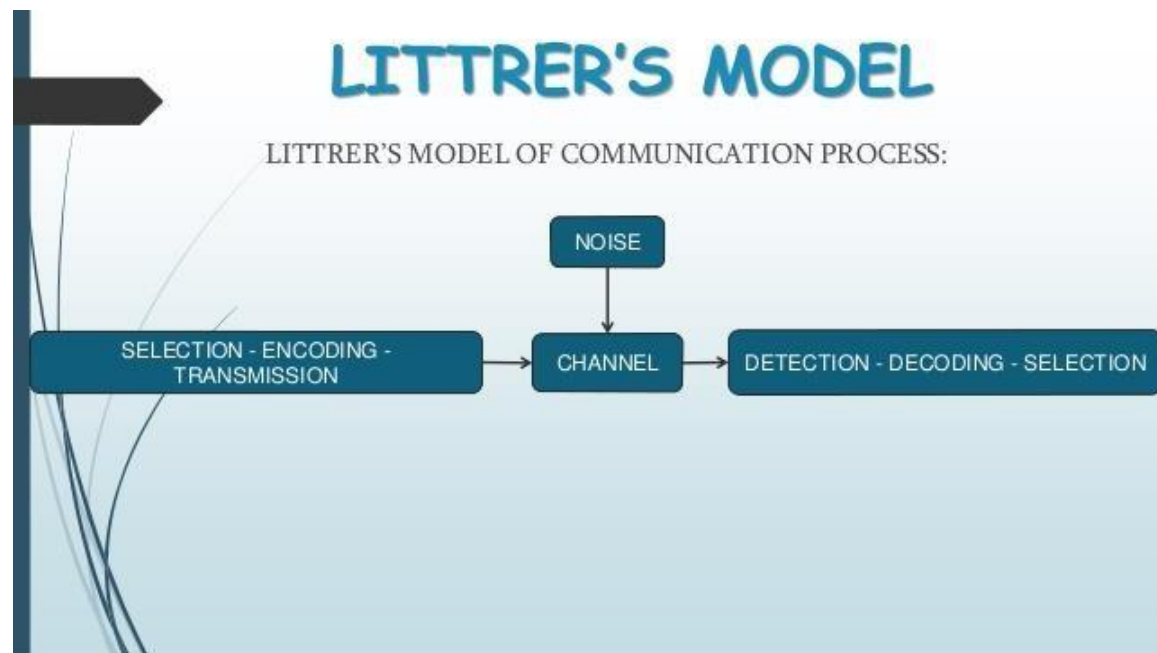 LITTRER'S MODEL
LITTRER'S MODEL OF COMMUNICATION PROCESS:
NOISE
SELECTION - ENCODING -
TRANSMISSION
CHANNEL
DETECTION - DECODING - SELECTION